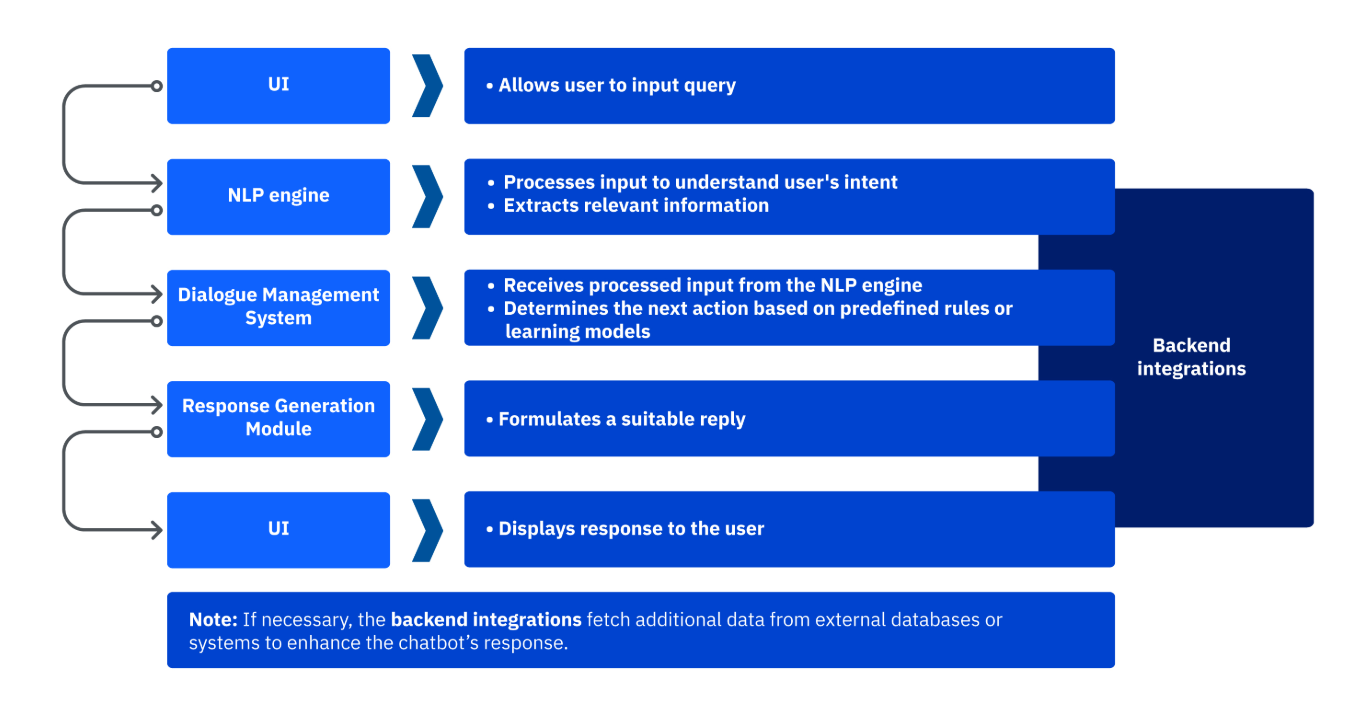 UI
• Allows user to input query
NLP engine
• Processes input to understand user's intent
• Extracts relevant information
Dialogue Management
System
• Receives processed input from the NLP engine
• Determines the next action based on predefined rules or
learning models
Backend
integrations
Response Generation
Module
• Formulates a suitable reply
UI
• Displays response to the user
Note: If necessary, the backend integrations fetch additional data from external databases or
systems to enhance the chatbot’s response.